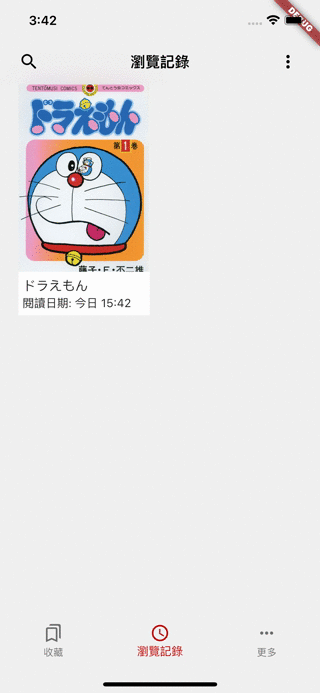 3:42
DEBUG
瀏覽記錄
TENTOMUSI COMICS
てんとう虫コミックス
ドラえもん
第1巻
藤子・F・不二雄
ドラえもん
閱讀日期: 今日 15:42
收藏
瀏覽記錄
更多